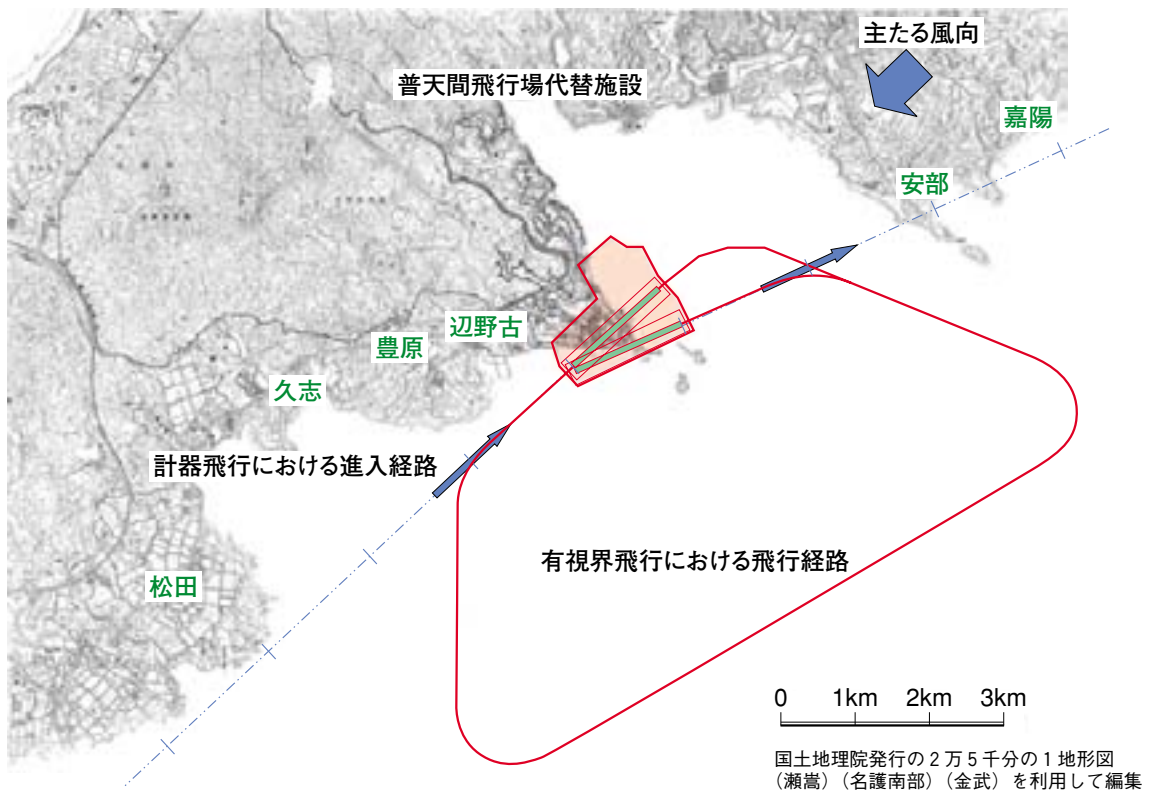 主たる風向
普天間飛行場代替施設
嘉陽
安部
辺野古
豊原
久志
計器飛行における進入経路
有視界飛行における飛行経路
松田
0 1km 2km 3km
国土地理院発行の2万5千分の1地形図
(瀬嵩)(名護南部)(金武)を利用して編集